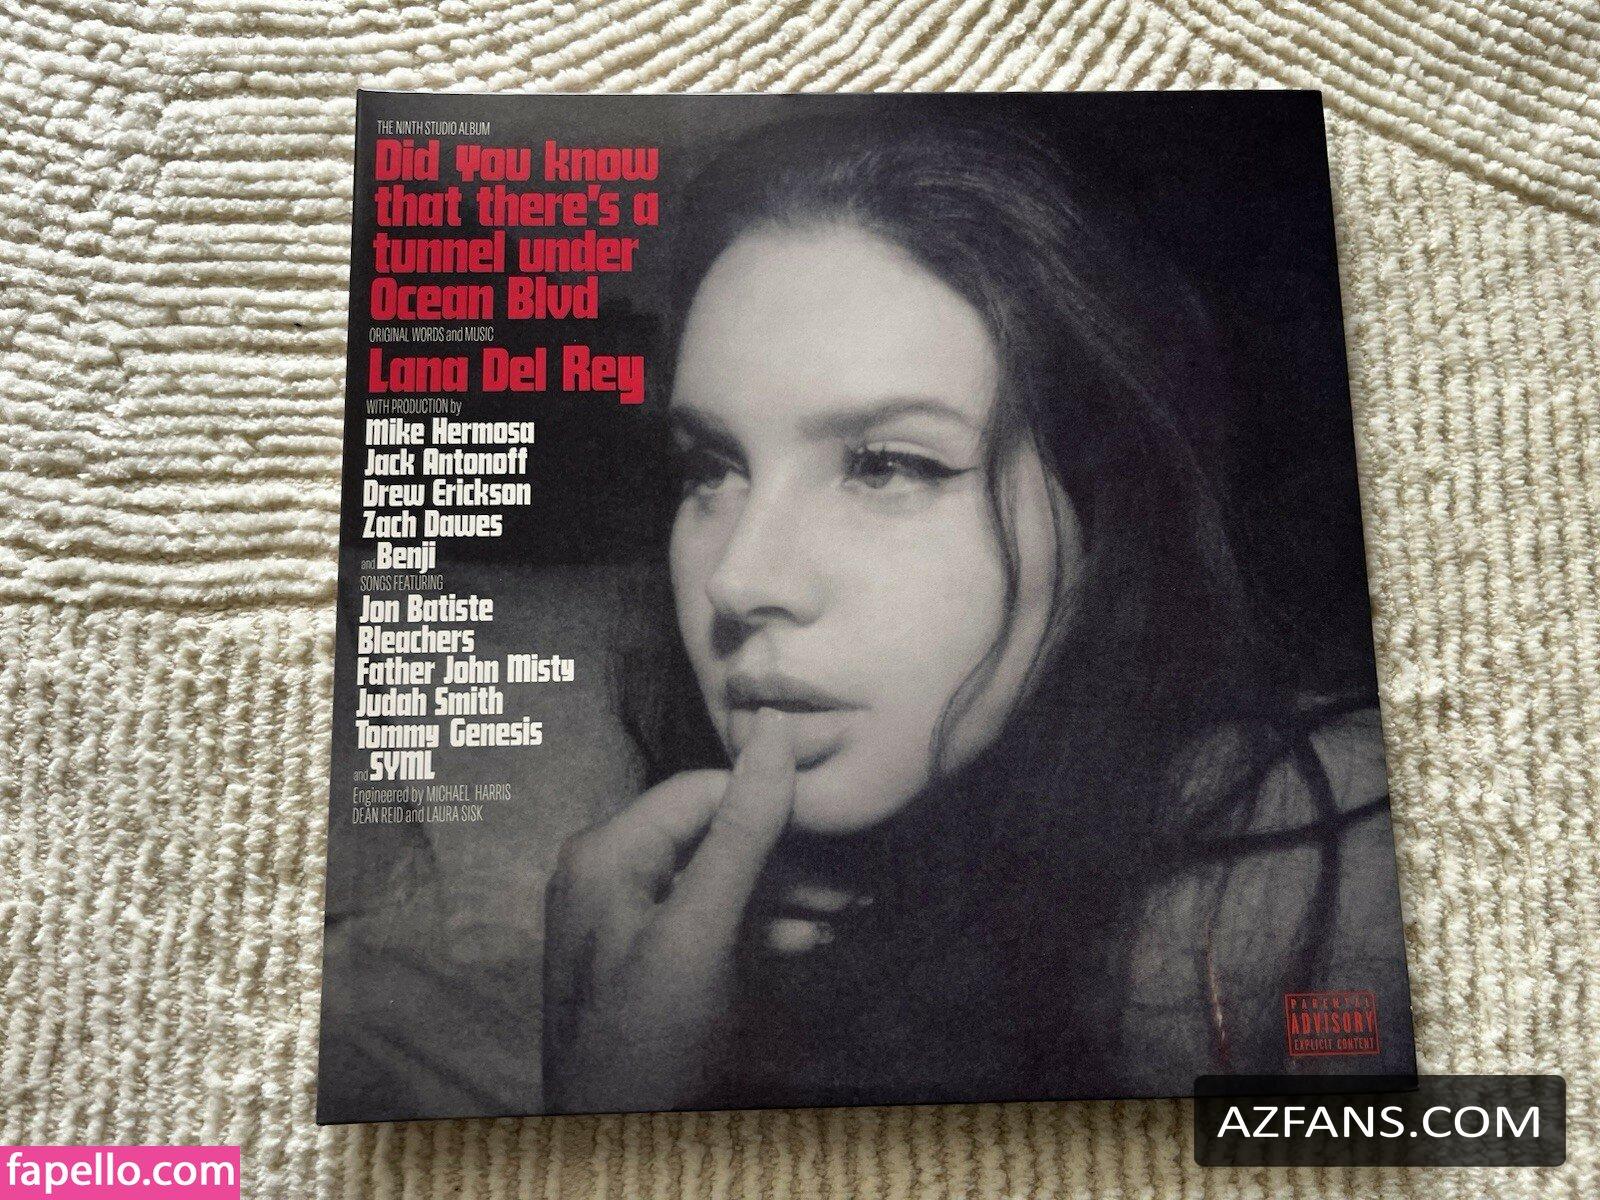 THE NINTH STUDIO ALBUM
Did you know
that there's a
tunnel under
Ocean Blvd
ORIGINAL WORDS and MUSIC
Lana Del Rey
WITH PRODUCTION by
Mike Hermosa
Jack Antonoff
Drew Erickson
Zach Dawes
and Benji
SONGS FEATURING
Jon Batiste
Bleachers
Father John Misty
Judah Smith
Tommy Genesis
and SYML
Engineered by MICHAEL HARRIS
DEAN REID and LAURA SISK
PARENTAL
ADVISORY
EXPLICIT CONTENT
AZFANS.COM
fapello.com